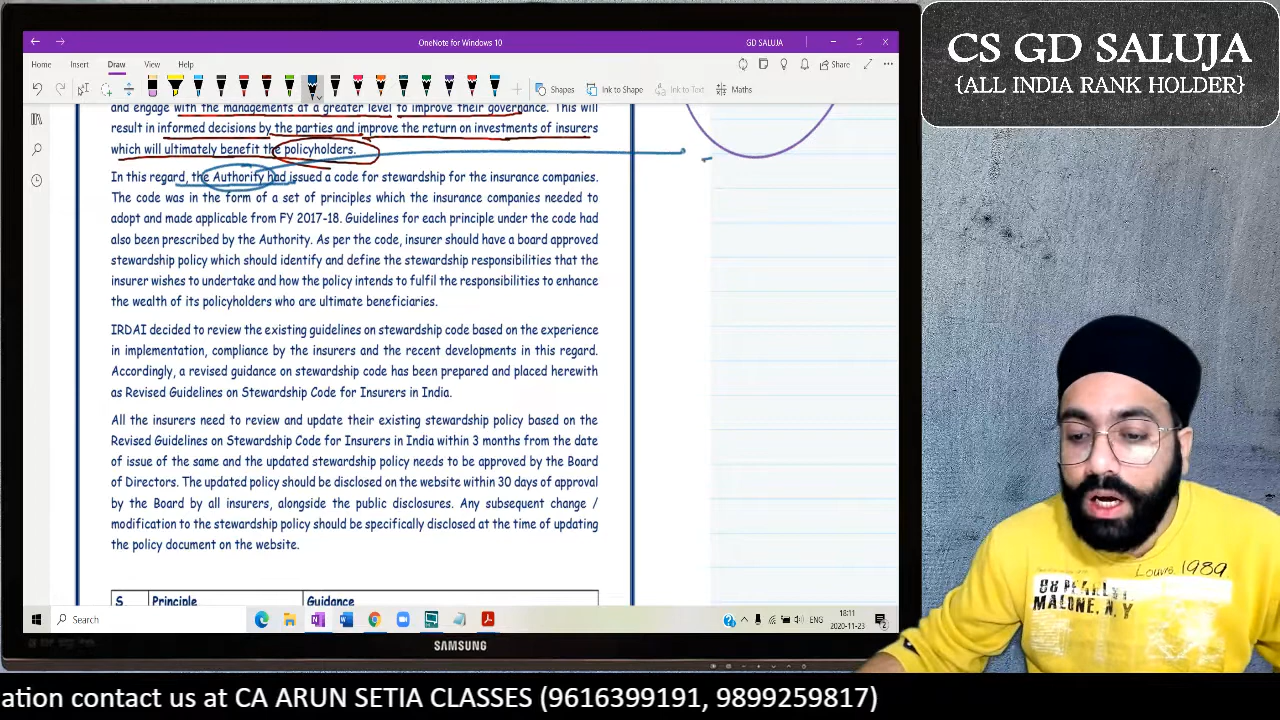 OneNote for Windows 10
GD SALUJA
Home Insert Draw View Help
Share
Shapes Ink to Shape Ink to Text Maths
and engage with the managements at a greater level to improve their governance. This will
result in informed decisions by the parties and improve the return on investments of insurers
which will ultimately benefit the policyholders.
In this regard, the Authority had issued a code for stewardship for the insurance companies.
The code was in the form of a set of principles which the insurance companies needed to
adopt and made applicable from FY 2017-18. Guidelines for each principle under the code had
also been prescribed by the Authority. As per the code, insurer should have a board approved
stewardship policy which should identify and define the stewardship responsibilities that the
insurer wishes to undertake and how the policy intends to fulfil the responsibilities to enhance
the wealth of its policyholders who are ultimate beneficiaries.
IRDAI decided to review the existing guidelines on stewardship code based on the experience
in implementation, compliance by the insurers and the recent developments in this regard.
Accordingly, a revised guidance on stewardship code has been prepared and placed herewith
as Revised Guidelines on Stewardship Code for Insurers in India.
All the insurers need to review and update their existing stewardship policy based on the
Revised Guidelines on Stewardship Code for Insurers in India within 3 months from the date
of issue of the same and the updated stewardship policy needs to be approved by the Board
of Directors. The updated policy should be disclosed on the website within 30 days of approval
by the Board by all insurers, alongside the public disclosures. Any subsequent change /
modification to the stewardship policy should be specifically disclosed at the time of updating
the policy document on the website.
S Principle Guidance
Search
ENG
18:11
2020-11-23
SAMSUNG
CS GD SALUJA
{ALL INDIA RANK HOLDER}
Louvre 1989
MALONE, N.Y
ation contact us at CA ARUN SETIA CLASSES (9616399191, 9899259817)